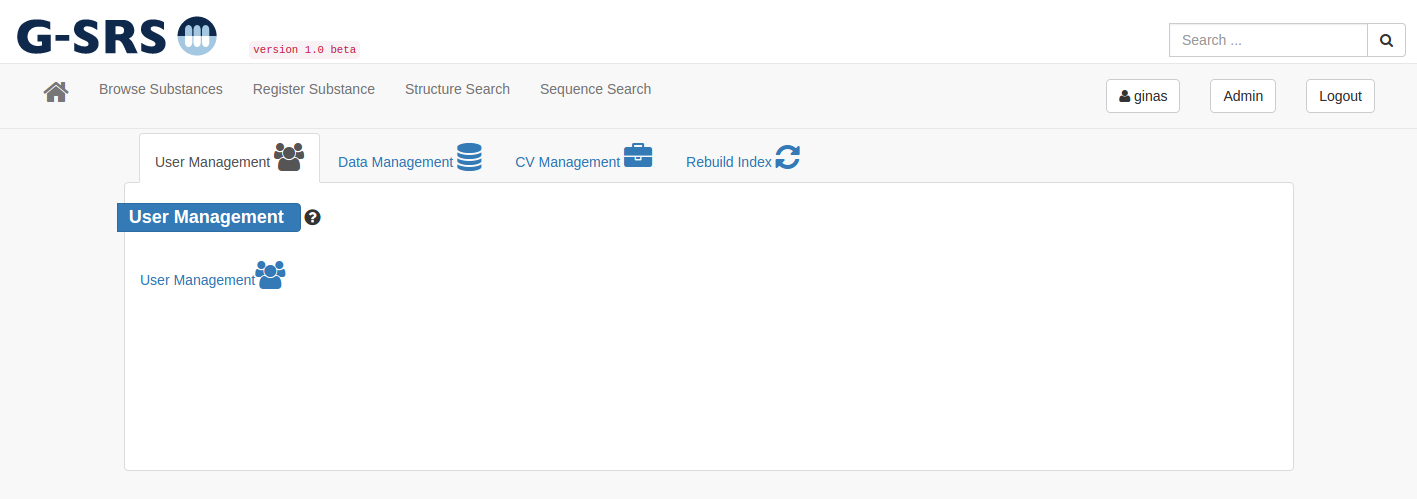 G-SRS
version 1.0 beta
Search ...
Browse Substances
Register Substance
Structure Search
Sequence Search
ginas
Admin
Logout
User Management
Data Management
CV Management
Rebuild Index
User Management
User Management